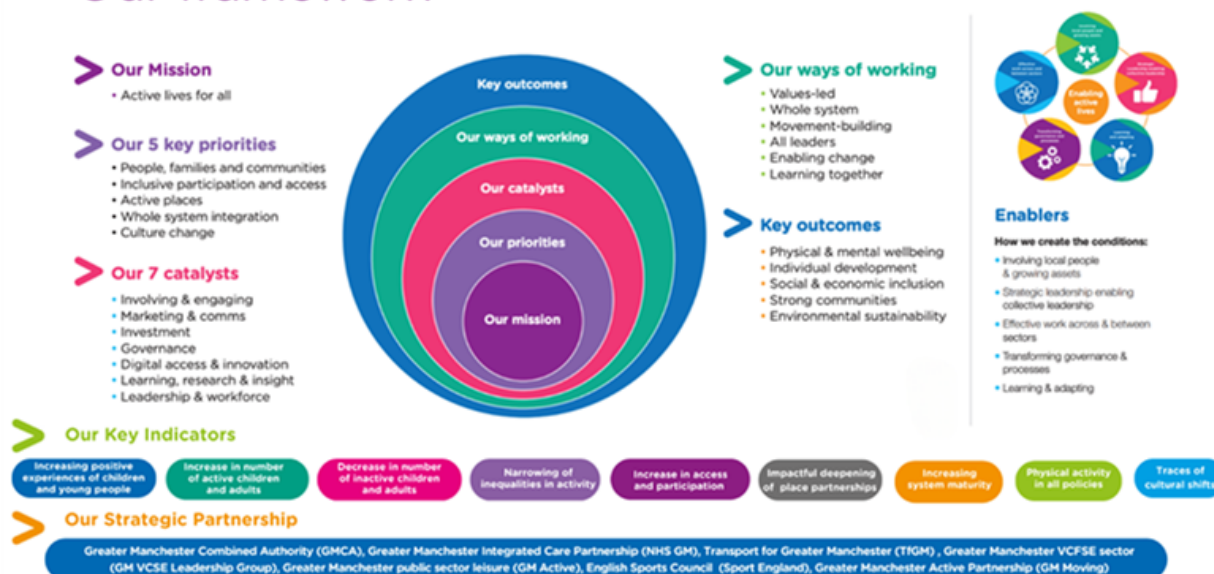 Our Mission
• Active lives for all
Our 5 key priorities
• People, families and communities
• Inclusive participation and access
• Active places
• Whole system integration
• Culture change
Our 7 catalysts
• Involving & engaging
• Marketing & comms
• Investment
• Governance
• Digital access & innovation
• Learning, research & insight
• Leadership & workforce
Key outcomes
Our ways of working
Our catalysts
Our priorities
Our mission
Our ways of working
• Values-led
• Whole system
• Movement-building
• All leaders
• Enabling change
• Learning together
Key outcomes
• Physical & mental wellbeing
• Individual development
• Social & economic inclusion
• Strong communities
• Environmental sustainability
Enabling
active
lives
Enablers
How we create the conditions:
• Involving local people
& growing assets
• Strategic leadership enabling
collective leadership
• Effective work across & between
sectors
• Transforming governance &
processes
• Learning & adapting
Our Key Indicators
Increasing positive
experiences of children
and young people
Increase in number
of active children
and adults
Decrease in number
of inactive children
and adults
Narrowing of
inequalities in activity
Increase in access
and participation
Impactful deepening
of place partnerships
Increasing
system maturity
Physical activity
in all policies
Traces of
cultural shifts
Our Strategic Partnership
Greater Manchester Combined Authority (GMCA), Greater Manchester Integrated Care Partnership (NHS GM), Transport for Greater Manchester (TfGM) , Greater Manchester VCFSE sector
(GM VCSE Leadership Group), Greater Manchester public sector leisure (GM Active), English Sports Council (Sport England), Greater Manchester Active Partnership (GM Moving)